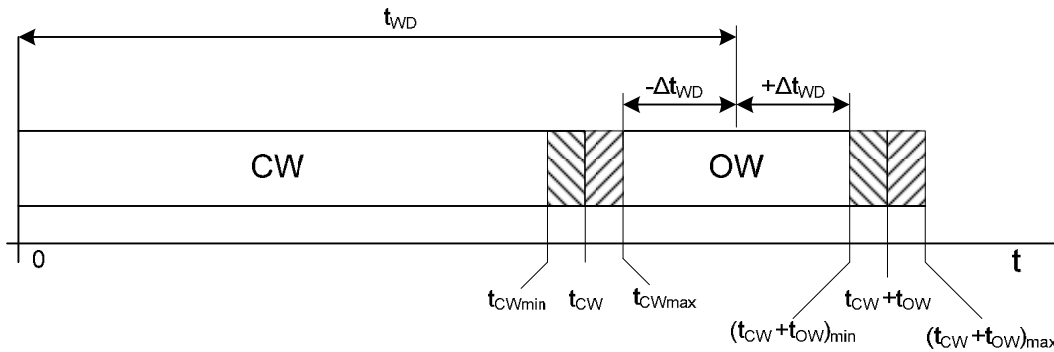 tWD
-ΔtWD
+ΔtWD
CW
OW
0
t
tCWmin
tCW
tCWmax
(tCW+tOW)min
tCW+tOW
(tCW+tOW)max